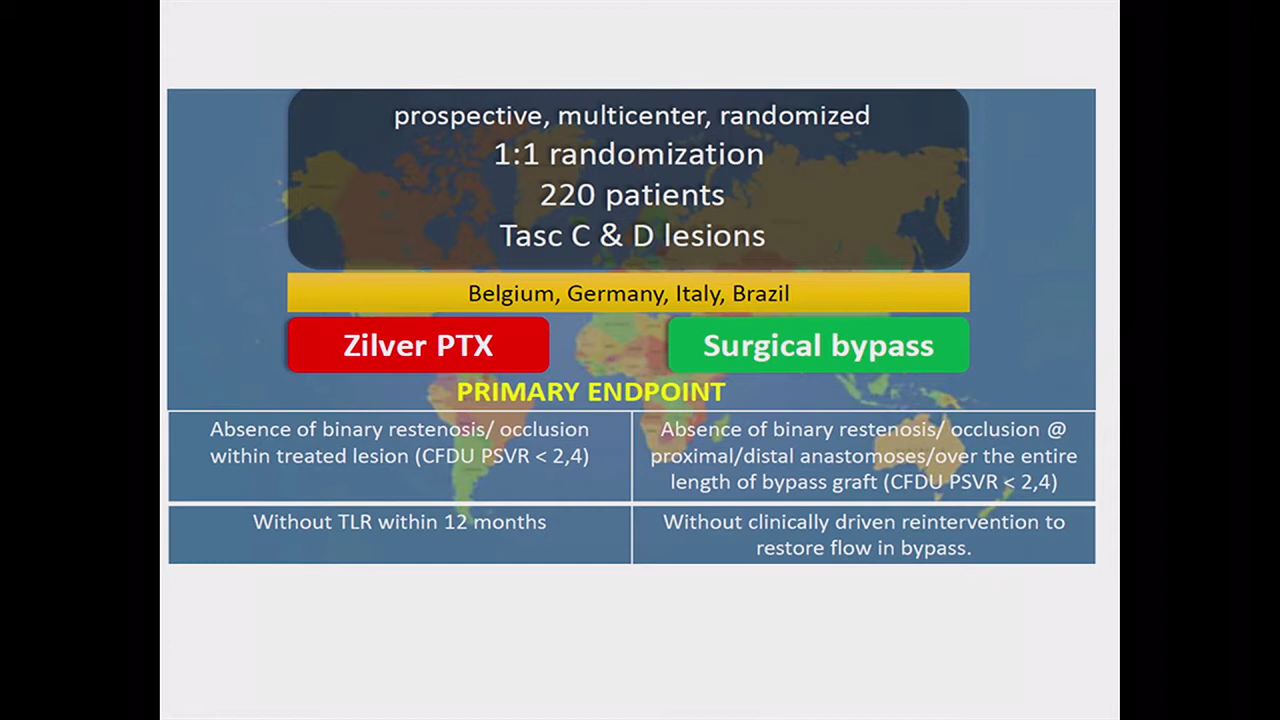 prospective, multicenter, randomized
1:1 randomization
220 patients
Tasc C & D lesions
Belgium, Germany, Italy, Brazil
Zilver PTX
Surgical bypass
PRIMARY ENDPOINT
Absence of binary restenosis/ occlusion
within treated lesion (CFDU PSVR < 2,4)
Absence of binary restenosis/ occlusion @
proximal/distal anastomoses/over the entire
length of bypass graft (CFDU PSVR < 2,4)
Without TLR within 12 months
Without clinically driven reintervention to
restore flow in bypass.